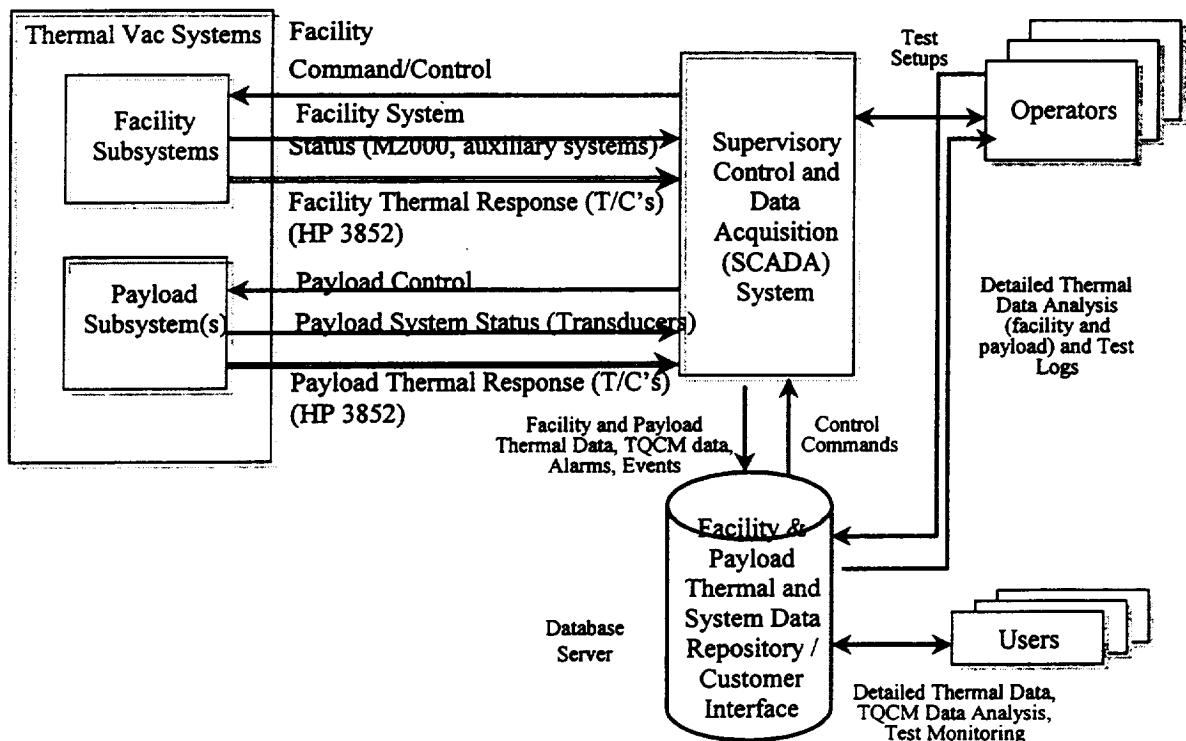 Thermal Vac Systems
Facility
Subsystems
Payload
Subsystem(s)
Facility
Command/Control
Facility System
Status (M2000, auxiliary systems)
Facility Thermal Response (T/C's)
(HP 3852)
Payload Control
Payload System Status (Transducers)
Payload Thermal Response (T/C's)
(HP 3852)
Supervisory
Control and
Data
Acquisition
(SCADA)
System
Test
Setups
Operators
Detailed Thermal
Data Analysis
(facility and
payload) and Test
Logs
Facility and Payload
Thermal Data, TQCM data,
Alarms, Events
Control
Commands
Facility &
Payload
Thermal and
System Data
Repository /
Customer
Interface
Database
Server
Users
Detailed Thermal Data,
TQCM Data Analysis,
Test Monitoring